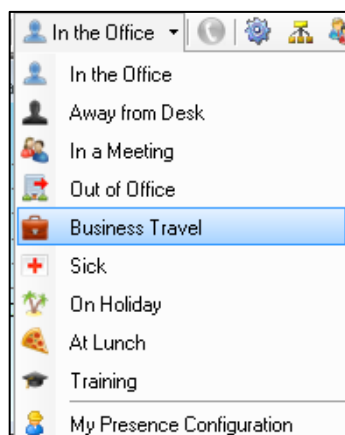 In the Office
In the Office
Away from Desk
In a Meeting
Out of Office
Business Travel
Sick
On Holiday
At Lunch
Training
My Presence Configuration